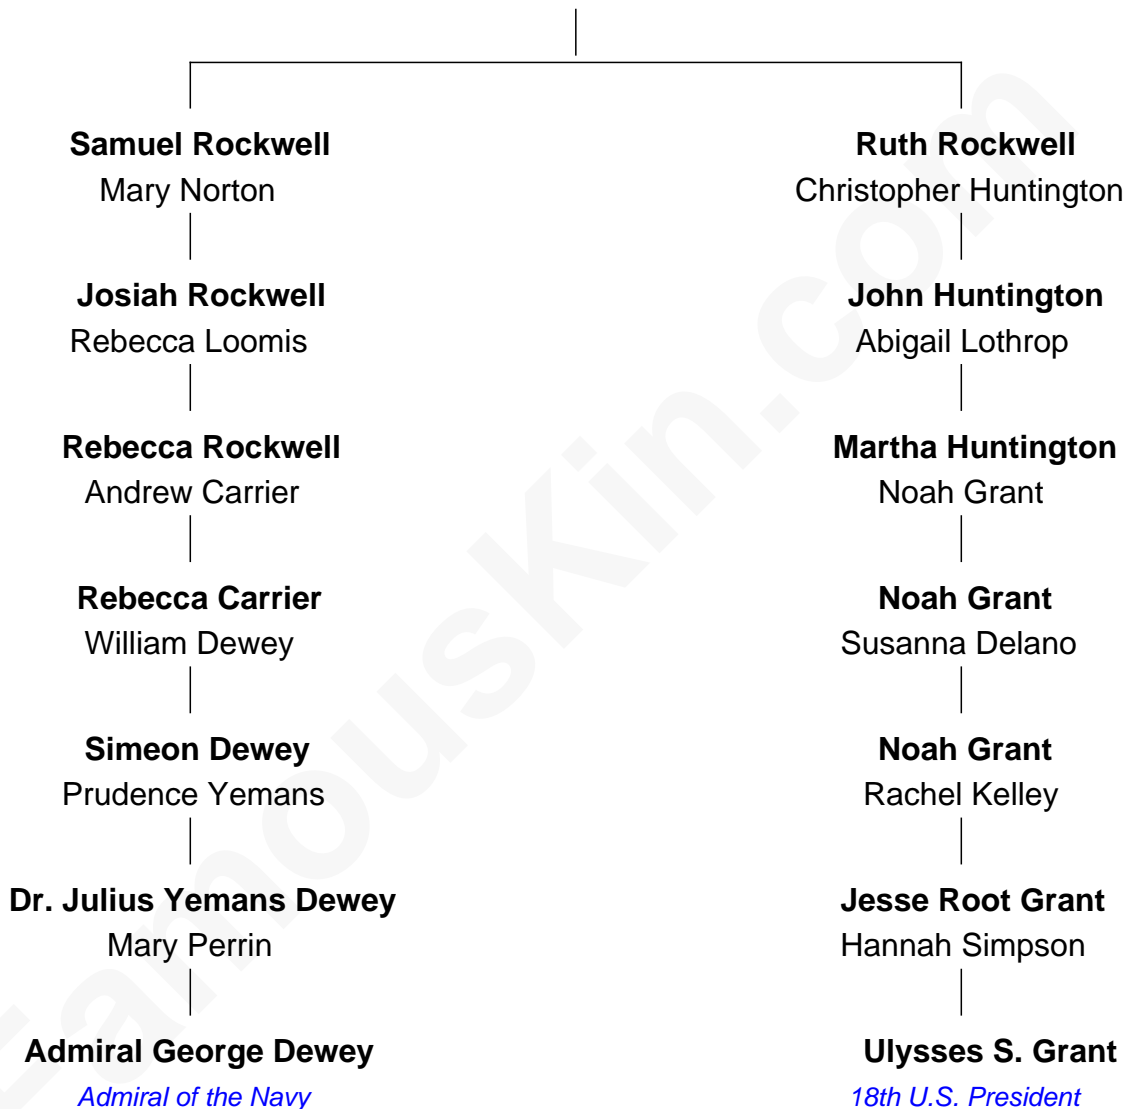 Samuel Rockwell
Mary Norton
Ruth Rockwell
Christopher Huntington
Josiah Rockwell
Rebecca Loomis
John Huntington
Abigail Lothrop
Rebecca Rockwell
Andrew Carrier
Martha Huntington
Noah Grant
Rebecca Carrier
William Dewey
Noah Grant
Susanna Delano
Simeon Dewey
Prudence Yemans
Noah Grant
Rachel Kelley
Dr. Julius Yemans Dewey
Mary Perrin
Jesse Root Grant
Hannah Simpson
Admiral George Dewey
Admiral of the Navy
Ulysses S. Grant
18th U.S. President
FamousKin.com